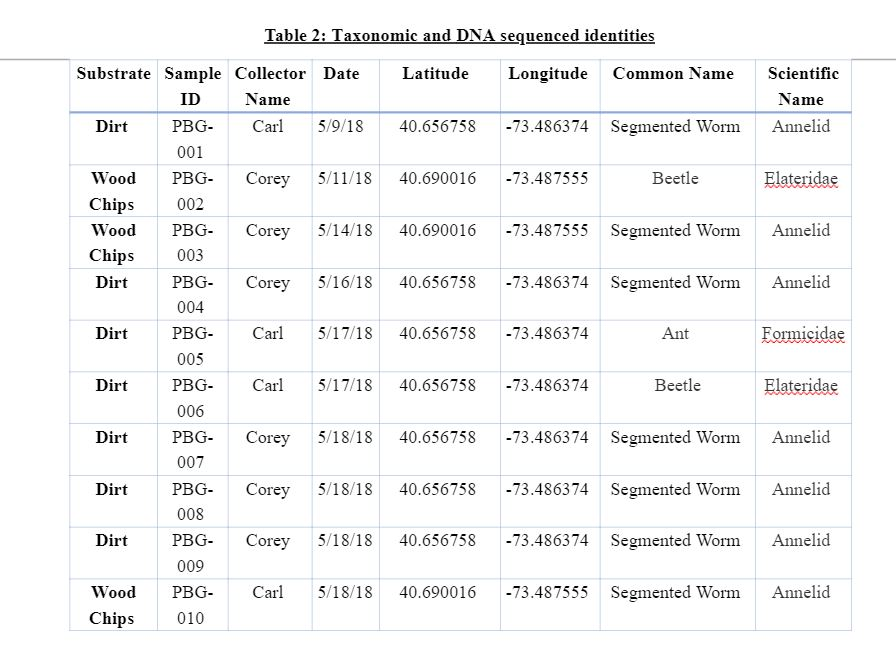 Table 2: Taxonomic and DNA sequenced identities
Substrate Sample Collector Date Latitude Longitude Common Name Scientific
ID Name Name
Dirt PBG- Carl 5/9/18 40.656758 -73.486374 Segmented Worm Annelid
001
Wood PBG- Corey 5/11/18 40.690016 -73.487555 Beetle Elateridae
Chips 002
Wood PBG- Corey 5/14/18 40.690016 -73.487555 Segmented Worm Annelid
Chips 003
Dirt PBG- Corey 5/16/18 40.656758 -73.486374 Segmented Worm Annelid
004
Dirt PBG- Carl 5/17/18 40.656758 -73.486374 Ant Formicidae
005
Dirt PBG- Carl 5/17/18 40.656758 -73.486374 Beetle Elateridae
006
Dirt PBG- Corey 5/18/18 40.656758 -73.486374 Segmented Worm Annelid
007
Dirt PBG- Corey 5/18/18 40.656758 -73.486374 Segmented Worm Annelid
008
Dirt PBG- Corey 5/18/18 40.656758 -73.486374 Segmented Worm Annelid
009
Wood PBG- Carl 5/18/18 40.690016 -73.487555 Segmented Worm Annelid
Chips 010